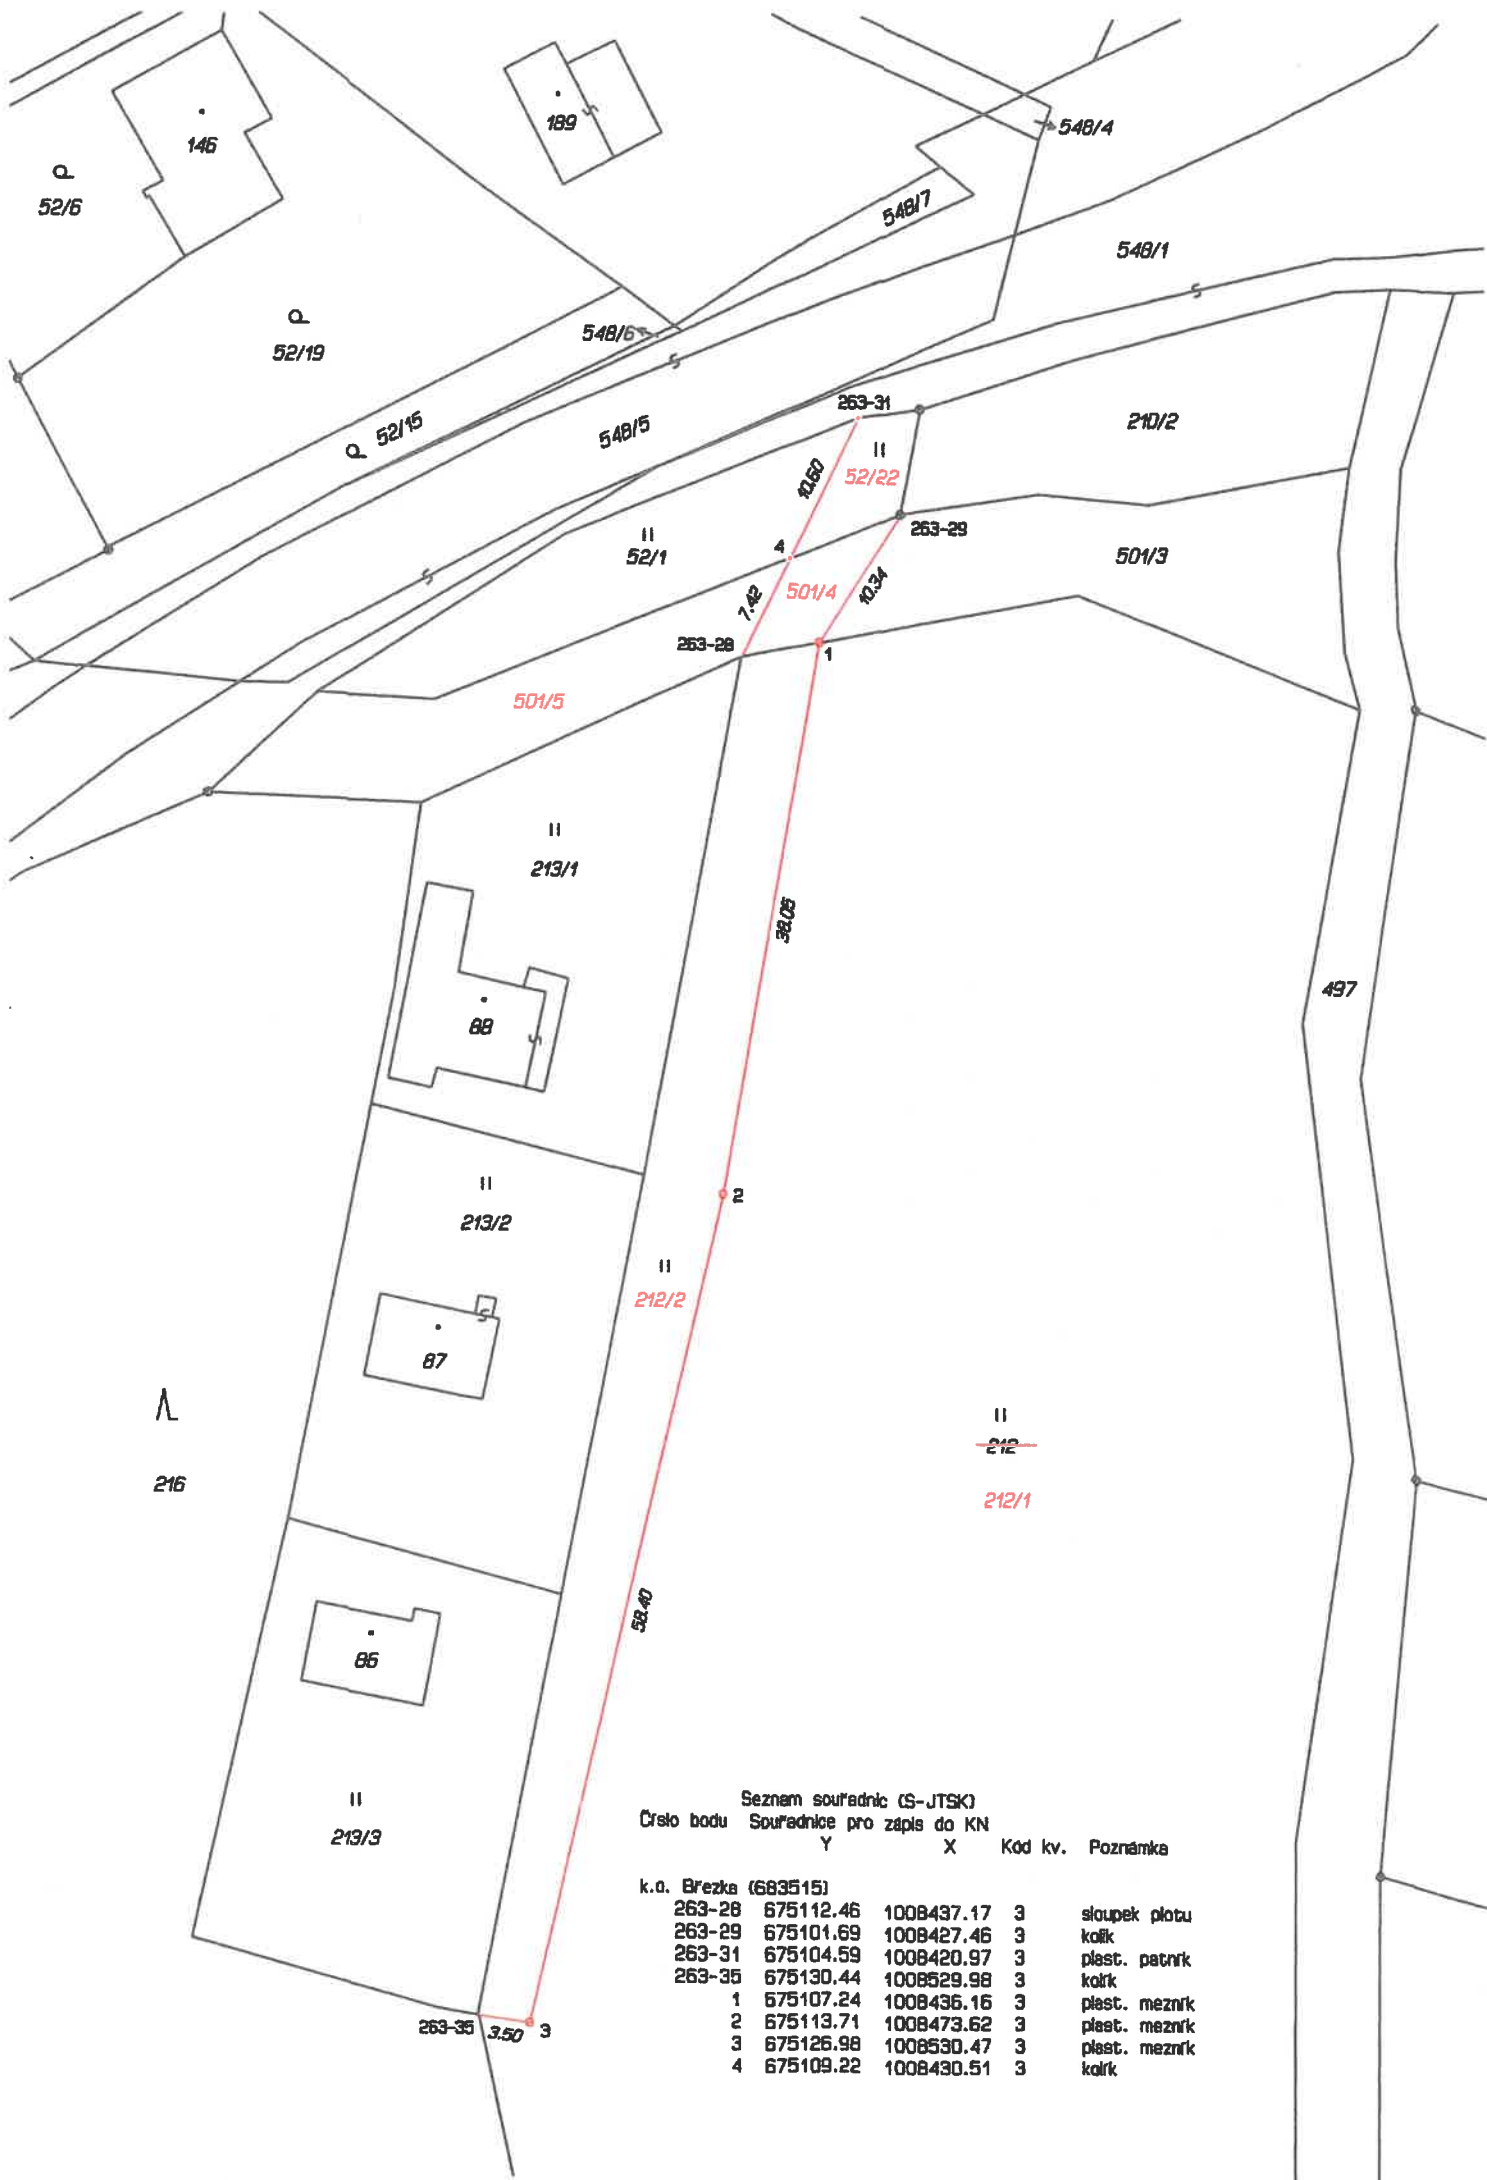 146
189
548/4
52/6
548/7
548/1
548/6
52/19
263-31
210/2
52/15
548/5
10.60
52/22
263-29
52/1
4
501/3
501/4
10.34
7.42
263-28
1
501/5
213/1
38.05
497
88
2
213/2
212/2
87
212
216
212/1
58.40
86
213/3
Seznam souřadnic (S-JTSK)
Číslo bodu Souřadnice pro zápis do KN
Y X Kód kv. Poznámka
k.ú. Březka (683515)
263-28 675112.46 1008437.17 3 sloupek plotu
263-29 675101.69 1008427.46 3 kolík
263-31 675104.59 1008420.97 3 plast. patník
263-35 675130.44 1008529.98 3 kolík
1 675107.24 1008436.16 3 plast. mezník
2 675113.71 1008473.62 3 plast. mezník
3 675126.98 1008530.47 3 plast. mezník
4 675109.22 1008430.51 3 kolík
263-35 3.50 3